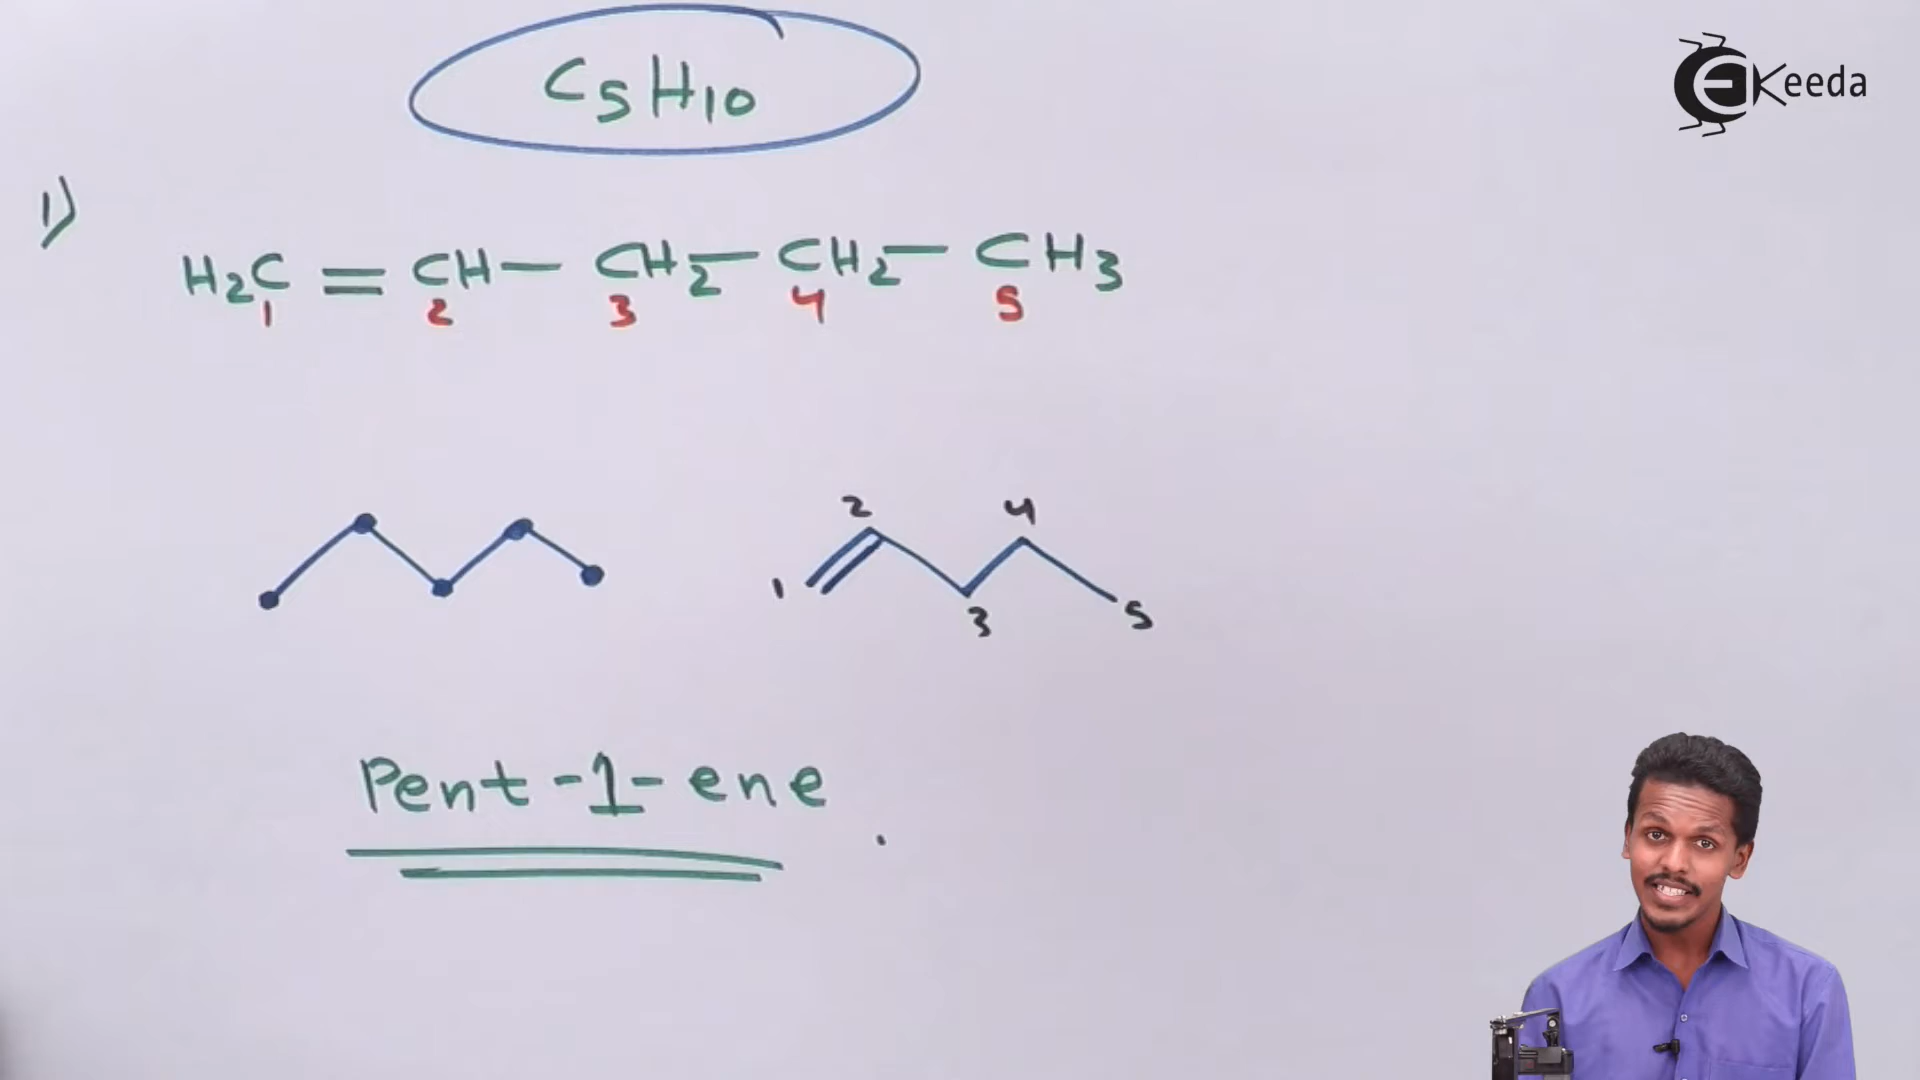 C5H10
EKeeda
1)
H2C = CH - CH2 - CH2 - CH3
1 2 3 4 5
2 4
1 3 5
Pent-1-ene.